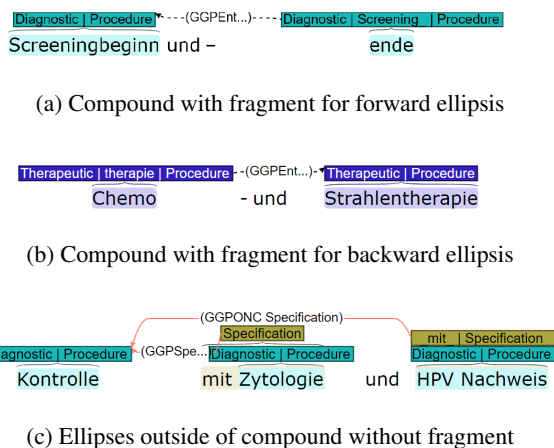 Diagnostic | Procedure (GGPEnt...) Diagnostic | Screening_ | Procedure
Screeningbeginn und – ende
(a) Compound with fragment for forward ellipsis
Therapeutic | therapie | Procedure (GGPEnt...) Therapeutic | Procedure
Chemo - und Strahlentherapie
(b) Compound with fragment for backward ellipsis
(GGPONC Specification)
Specification mit _ | Specification
agnostic | Procedure (GGPSpe... Diagnostic | Procedure Diagnostic | Procedure
Kontrolle mit Zytologie und HPV Nachweis
(c) Ellipses outside of compound without fragment